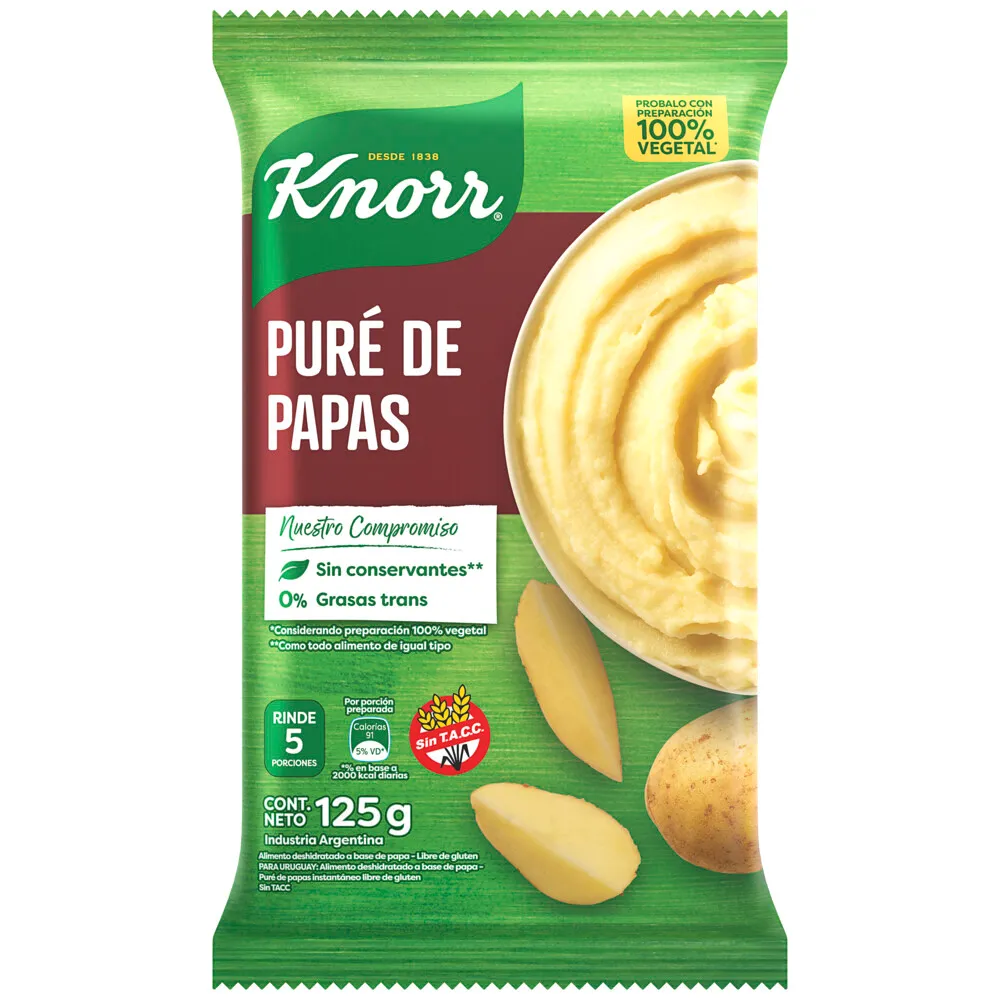 PROBALO CON
PREPARACIÓN
100%
VEGETAL*
DESDE 1838
Knorr®
PURÉ DE
PAPAS
Nuestro Compromiso
Sin conservantes**
0% Grasas trans
*Considerando preparación 100% vegetal
**Como todo alimento de igual tipo
RINDE
5
PORCIONES
Por porción
preparada
Calorías
91
5% VD*
*% en base a
2000 kcal diarias
Sin T.A.C.C.
CONT.
NETO 125g
Industria Argentina
Alimento deshidratado a base de papa - Libre de gluten
PARA URUGUAY: Alimento deshidratado a base de papa -
Puré de papas instantáneo libre de gluten
Sin TACC